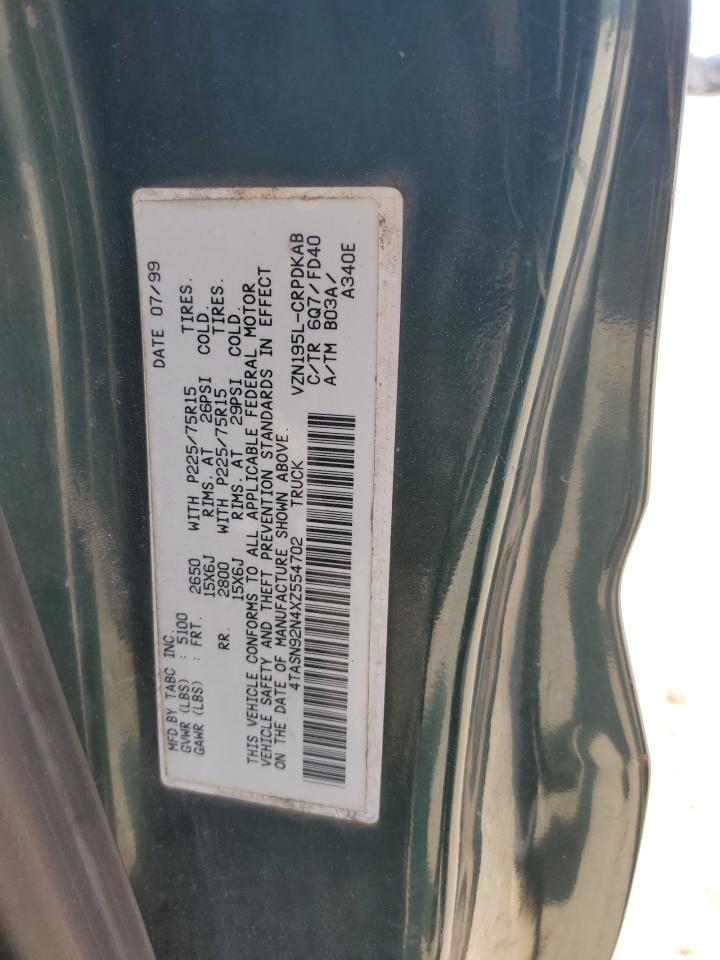 MFD.BY TABC INC. DATE 07/99
GVWR (LBS) : 5100
GAWR (LBS) : FRT. 2650 WITH P225/75R15 TIRES.
15X6J RIMS. AT 26PSI COLD.
RR. 2800 WITH P225/75R15 TIRES.
15X6J RIMS. AT 29PSI COLD.
THIS VEHICLE CONFORMS TO ALL APPLICABLE FEDERAL MOTOR
VEHICLE SAFETY AND THEFT PREVENTION STANDARDS IN EFFECT
ON THE DATE OF MANUFACTURE SHOWN ABOVE.
4TASN92N4XZ554702 TRUCK
VZN195L-CRPDKAB
C/TR 6Q7/FD40
A/TM B03A/
A340E